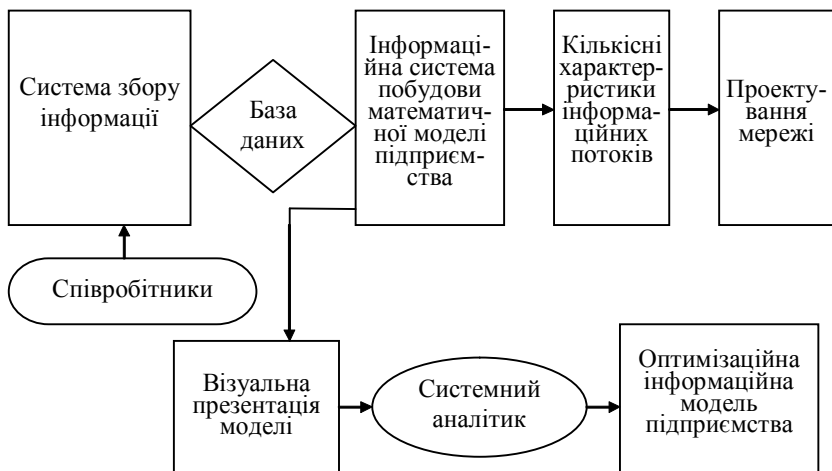 Система збору
інформації
База
даних
Інформаці-
йна система
побудови
математич-
ної моделі
підприєм-
ства
Кількісні
характер-
ристики
інформа-
ційних
потоків
Проекту-
вання
мережі
Співробітники
Візуальна
презентація
моделі
Системний
аналітик
Оптимізаційна
інформаційна
модель
підприємства